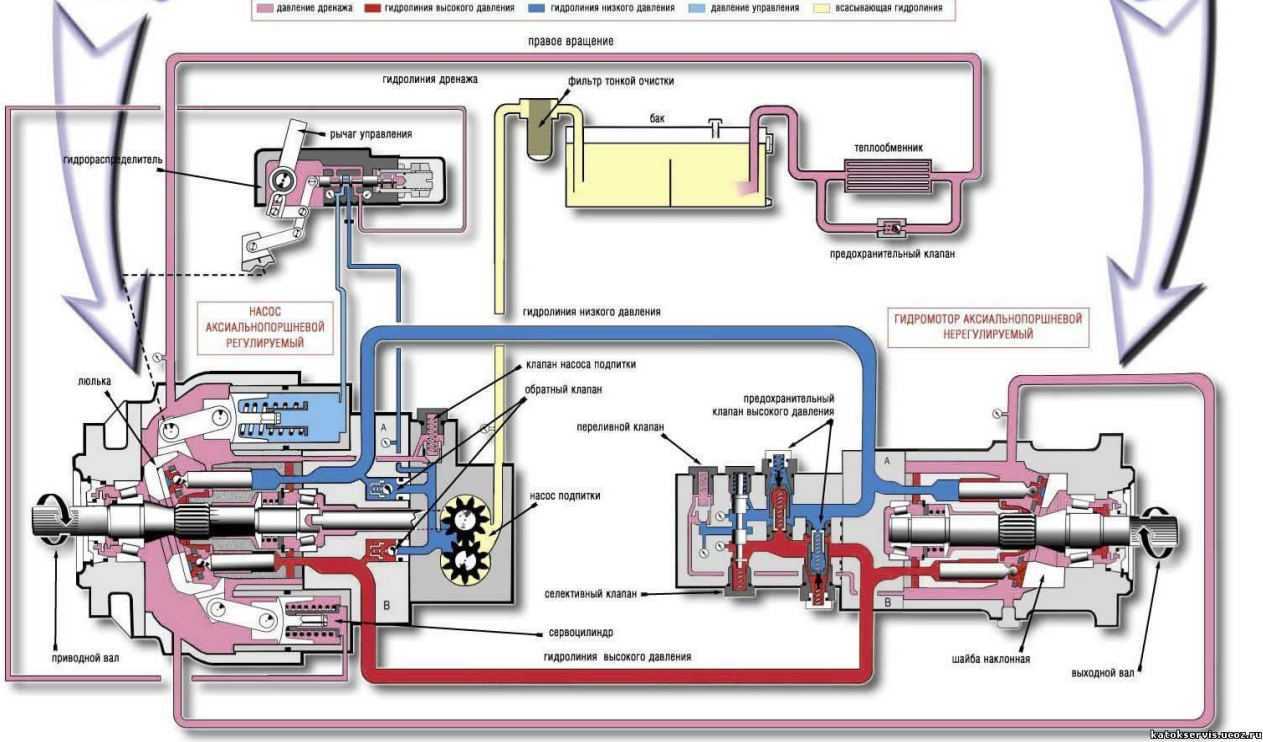 давление дренажа
гидролиния высокого давления
гидролиния низкого давления
давление управления
всасывающая гидролиния
правое вращение
гидролиния дренажа
фильтр тонкой очистки
бак
рычаг управления
теплообменник
гидрораспределитель
предохранительный клапан
НАСОС
АКСИАЛЬНОПОРШНЕВОЙ
РЕГУЛИРУЕМЫЙ
гидролиния низкого давления
ГИДРОМОТОР АКСИАЛЬНОПОРШНЕВОЙ
НЕРЕГУЛИРУЕМЫЙ
клапан насоса подпитки
люлька
обратный клапан
предохранительный
клапан высокого давления
переливной клапан
A
A
насос подпитки
селективный клапан
B
B
сервоцилиндр
приводной вал
гидролиния высокого давления
шайба наклонная
выходной вал
katokservis.ucoz.ru